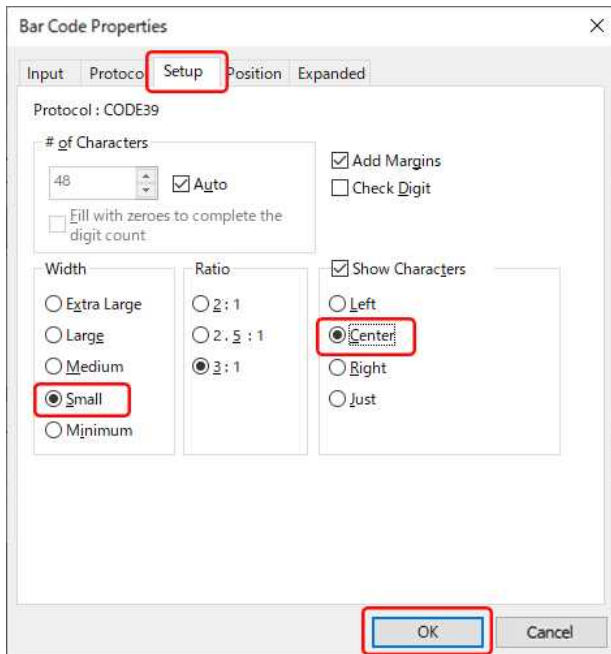 Bar Code Properties
Input Protoco Setup Position Expanded
Protocol : CODE39
# of Characters
48
Auto
Fill with zeroes to complete the
digit count
Add Margins
Check Digit
Width
Extra Large
Large
Medium
Small
Minimum
Ratio
2 : 1
2 . 5 : 1
3 : 1
Show Characters
Left
Center
Right
Just
OK Cancel